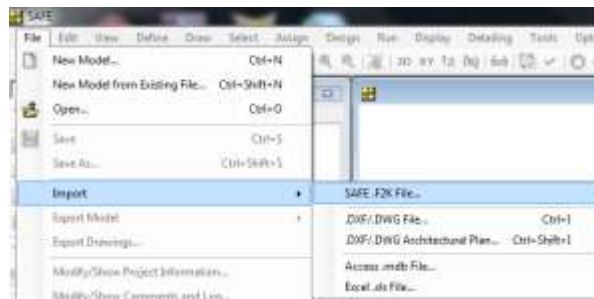 SAFE
File Edit View Define Draw Select Assign Design Run Display Detailing Tools
New Model... Ctrl+N
New Model from Existing File... Ctrl+Shift+N
Open... Ctrl+O
Save Ctrl+S
Save As... Ctrl+Shift+S
Import
SAFE .F2K File...
Export Model
.DXF/.DWG File... Ctrl+I
Export Drawings...
.DXF/.DWG Architectural Plan... Ctrl+Shift+I
Modify/Show Project Information...
Access .mdb File...
Modify/Show Comments and Log...
Excel .xls File...